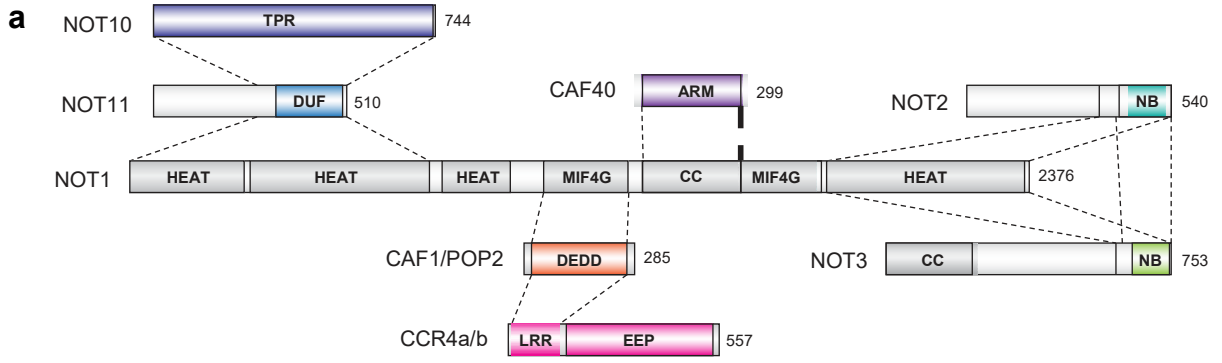 a
NOT10 TPR 744
NOT11 DUF 510
CAF40 ARM 299
NOT2 NB 540
NOT1 HEAT HEAT HEAT MIF4G CC MIF4G HEAT 2376
CAF1/POP2 DEDD 285
NOT3 CC NB 753
CCR4a/b LRR EEP 557